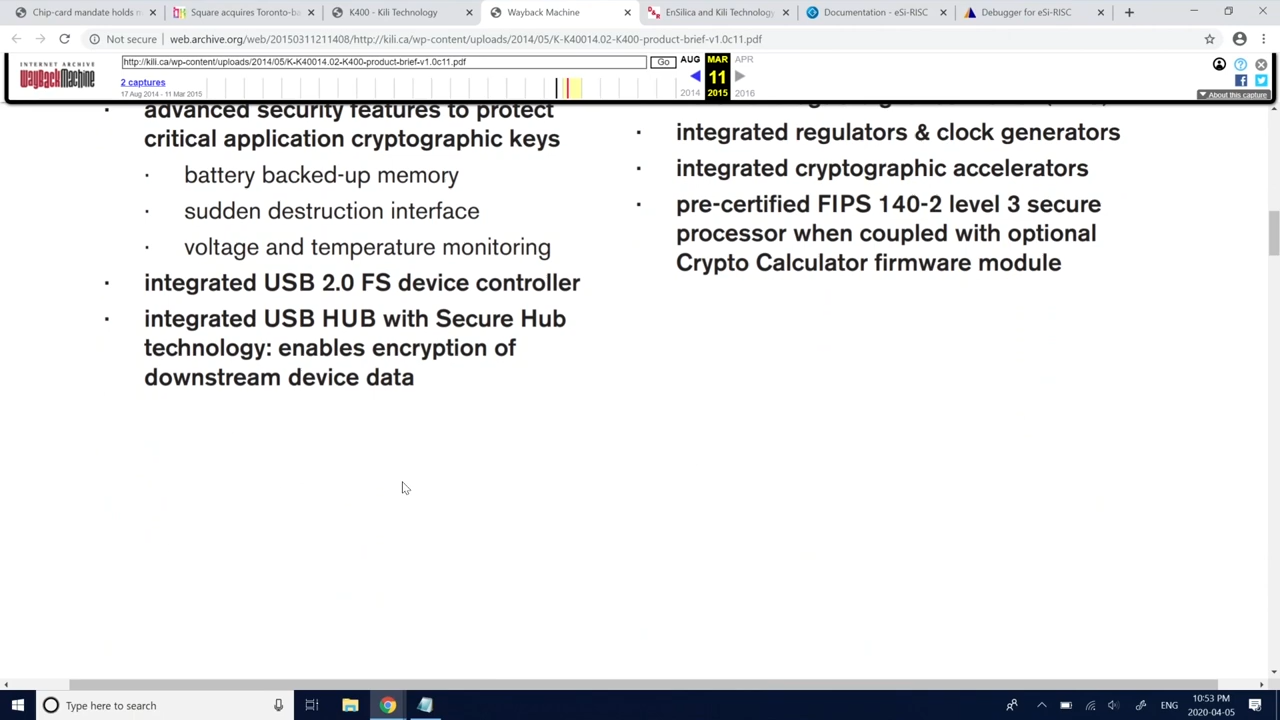 Chip-card mandate holds n
Square acquires Toronto-ba
K400 - Kili Technology
Wayback Machine
EnSilica and Kili Technology
Documentation - eSi-RISC
Debugger for eSi-RISC
Not secure
web.archive.org/web/20150311211408/http://kili.ca/wp-content/uploads/2014/05/K-K40014.02-K400-product-brief-v1.0c11.pdf
INTERNET ARCHIVE
WayBackMachine
http://kili.ca/wp-content/uploads/2014/05/K-K40014.02-K400-product-brief-v1.0c11.pdf
Go
AUG MAR APR
2 captures
11
17 Aug 2014 - 11 Mar 2015
2014 2015 2016
About this capture
advanced security features to protect
critical application cryptographic keys
· battery backed-up memory
· sudden destruction interface
· voltage and temperature monitoring
· integrated USB 2.0 FS device controller
· integrated USB HUB with Secure Hub
technology: enables encryption of
downstream device data
· integrated regulators & clock generators
· integrated cryptographic accelerators
· pre-certified FIPS 140-2 level 3 secure
processor when coupled with optional
Crypto Calculator firmware module
Type here to search
ENG
10:53 PM
2020-04-05